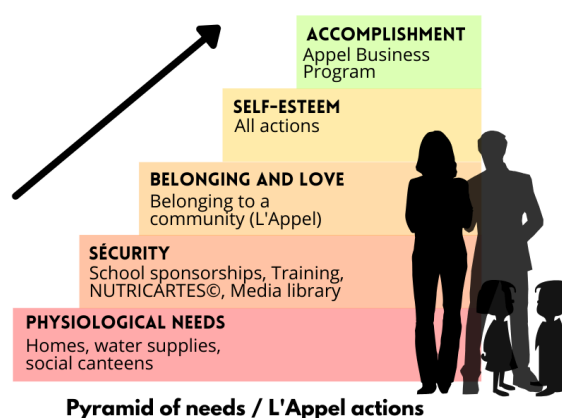 ACCOMPLISHMENT
Appel Business
Program
SELF-ESTEEM
All actions
BELONGING AND LOVE
Belonging to a
community (L'Appel)
SÉCURITY
School sponsorships, Training,
NUTRICARTES©, Media library
PHYSIOLOGICAL NEEDS
Homes, water supplies,
social canteens
Pyramid of needs / L'Appel actions